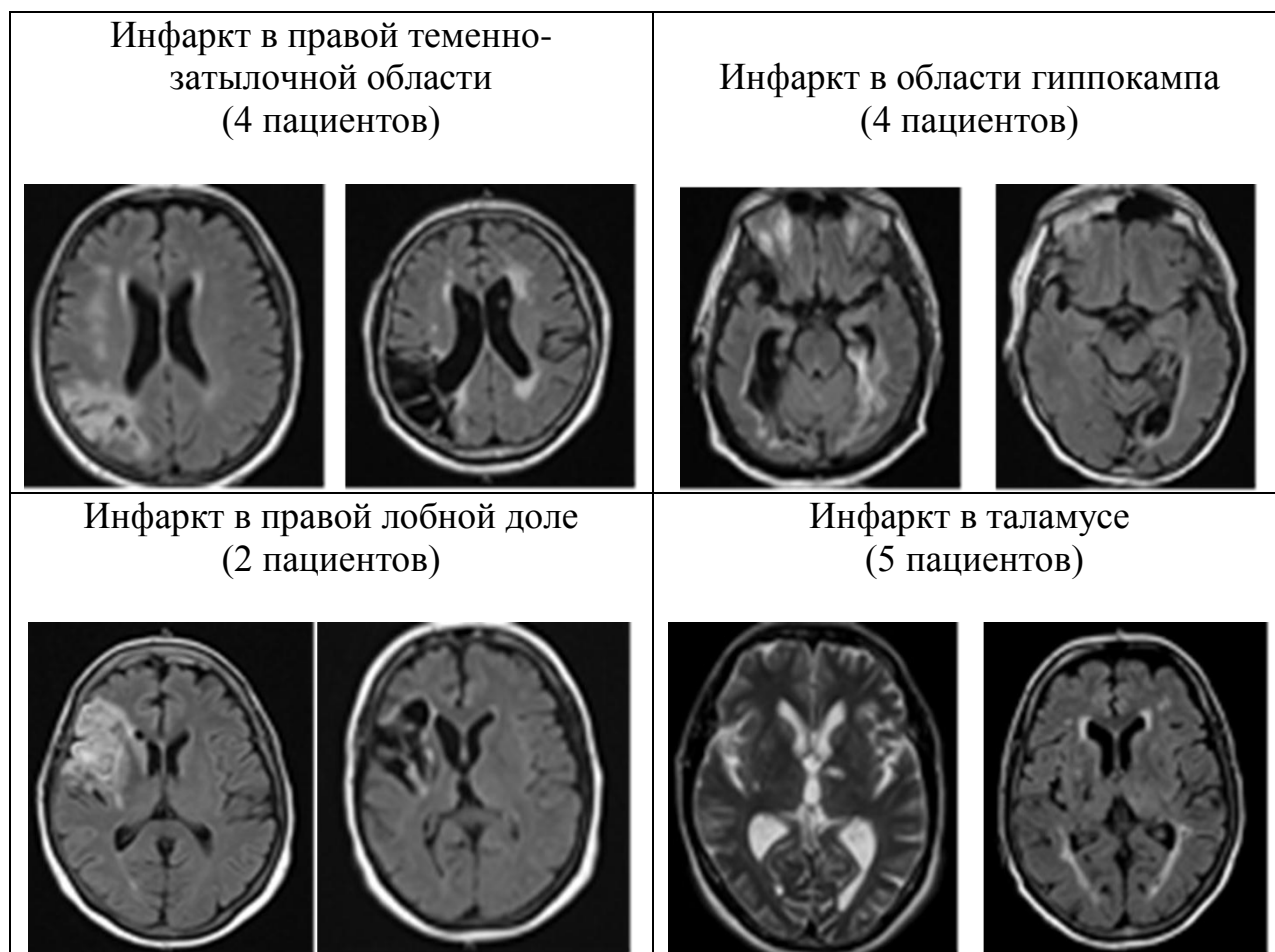 Инфаркт в правой теменно-
затылочной области
(4 пациентов)
Инфаркт в области гиппокампа
(4 пациентов)
Инфаркт в правой лобной доле
(2 пациентов)
Инфаркт в таламусе
(5 пациентов)